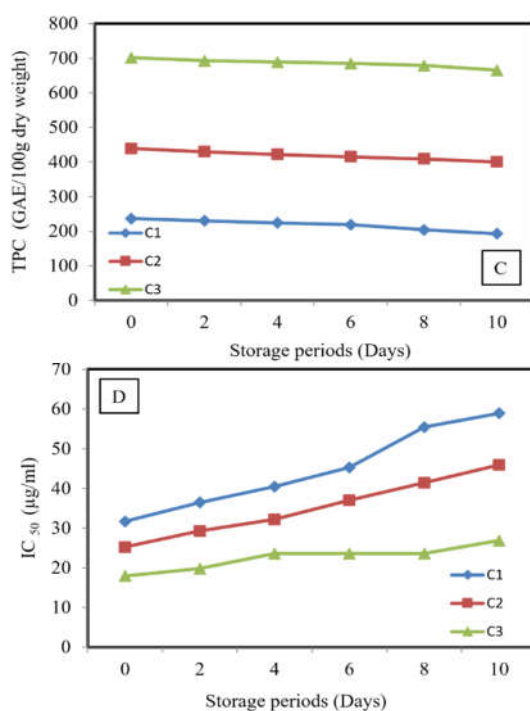 800
700
600
500
400
300
200
100
0
TPC (GAE/100g dry weight)
C1
C2
C3
C
0 2 4 6 8 10
Storage periods (Days)
70
60
50
40
30
20
10
0
IC 50 (µg/ml)
D
C1
C2
C3
0 2 4 6 8 10
Storage periods (Days)